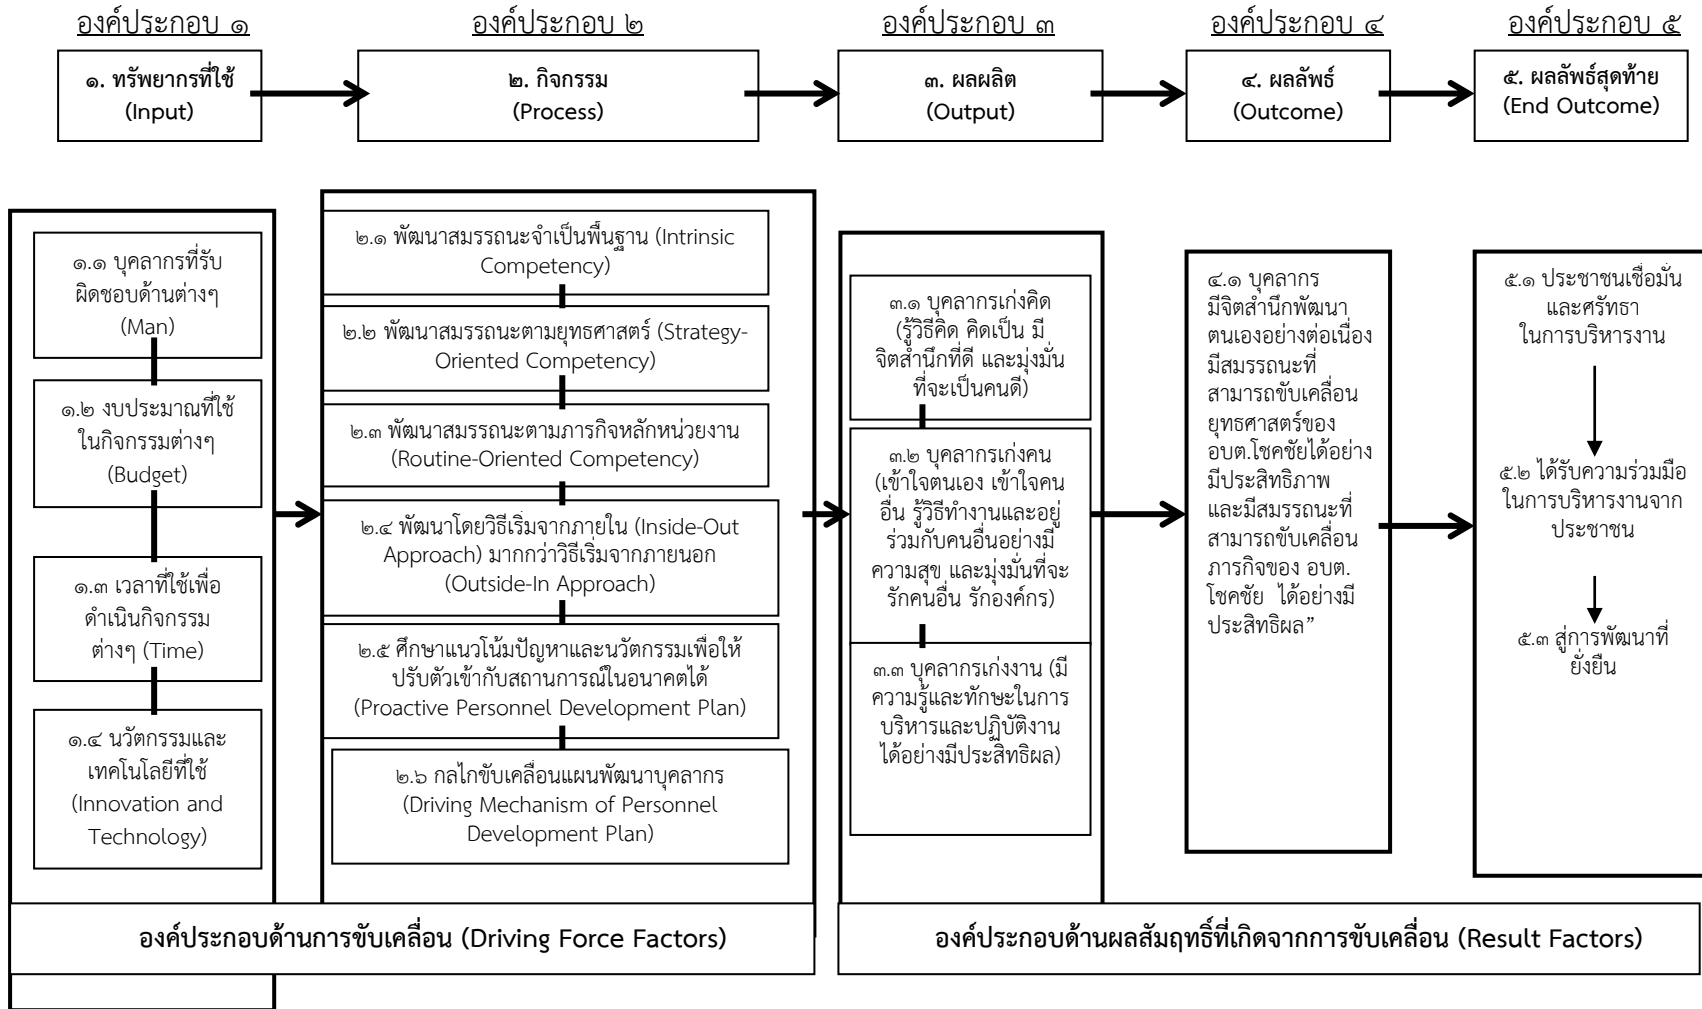 องค์ประกอบ ๑
องค์ประกอบ ๒
องค์ประกอบ ๓
องค์ประกอบ ๔
องค์ประกอบ ๕
๑. ทรัพยากรที่ใช้
(Input)
๒. กิจกรรม
(Process)
๓. ผลผลิต
(Output)
๔. ผลลัพธ์
(Outcome)
๕. ผลลัพธ์สุดท้าย
(End Outcome)
๑.๑ บุคลากรที่รับ
ผิดชอบด้านต่างๆ
(Man)
๑.๒ งบประมาณที่ใช้
ในกิจกรรมต่างๆ
(Budget)
๑.๓ เวลาที่ใช้เพื่อ
ดำเนินกิจกรรม
ต่างๆ (Time)
๑.๔ นวัตกรรมและ
เทคโนโลยีที่ใช้
(Innovation and
Technology)
๒.๑ พัฒนาสมรรถนะจำเป็นพื้นฐาน (Intrinsic
Competency)
๒.๒ พัฒนาสมรรถนะตามยุทธศาสตร์ (Strategy-
Oriented Competency)
๒.๓ พัฒนาสมรรถนะตามภารกิจหลักหน่วยงาน
(Routine-Oriented Competency)
๒.๔ พัฒนาโดยวิธีเริ่มจากภายใน (Inside-Out
Approach) มากกว่าวิธีเริ่มจากภายนอก
(Outside-In Approach)
๒.๕ ศึกษาแนวโน้มปัญหาและนวัตกรรมเพื่อให้
ปรับตัวเข้ากับสถานการณ์ในอนาคตได้
(Proactive Personnel Development Plan)
๒.๖ กลไกขับเคลื่อนแผนพัฒนาบุคลากร
(Driving Mechanism of Personnel
Development Plan)
๓.๑ บุคลากรเก่งคิด
(รู้วิธีคิด คิดเป็น มี
จิตสำนึกที่ดี และมุ่งมั่น
ที่จะเป็นคนดี)
๓.๒ บุคลากรเก่งคน
(เข้าใจตนเอง เข้าใจคน
อื่น รู้วิธีทำงานและอยู่
ร่วมกับคนอื่นอย่างมี
ความสุข และมุ่งมั่นที่จะ
รักคนอื่น รักองค์กร)
๓.๓ บุคลากรเก่งงาน (มี
ความรู้และทักษะในการ
บริหารและปฏิบัติงาน
ได้อย่างมีประสิทธิผล)
๔.๑ บุคลากร
มีจิตสำนึกพัฒนา
ตนเองอย่างต่อเนื่อง
มีสมรรถนะที่
สามารถขับเคลื่อน
ยุทธศาสตร์ของ
อบต.โชคชัยได้อย่าง
มีประสิทธิภาพ
และมีสมรรถนะที่
สามารถขับเคลื่อน
ภารกิจของ อบต.
โชคชัย ได้อย่างมี
ประสิทธิผล”
๕.๑ ประชาชนเชื่อมั่น
และศรัทธา
ในการบริหารงาน
๕.๒ ได้รับความร่วมมือ
ในการบริหารงานจาก
ประชาชน
๕.๓ สู่การพัฒนาที่
ยั่งยืน
องค์ประกอบด้านการขับเคลื่อน (Driving Force Factors)
องค์ประกอบด้านผลสัมฤทธิ์ที่เกิดจากการขับเคลื่อน (Result Factors)